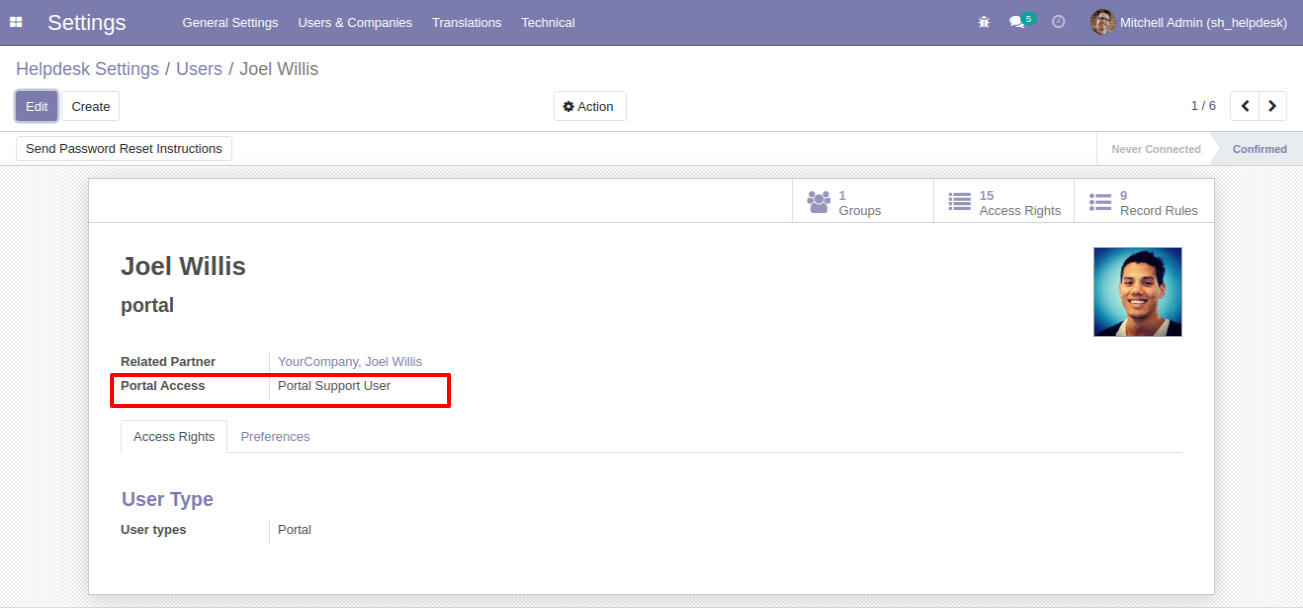 Settings General Settings Users & Companies Translations Technical 5 Mitchell Admin (sh_helpdesk)
Helpdesk Settings / Users / Joel Willis
Edit Create Action 1 / 6
Send Password Reset Instructions Never Connected Confirmed
1 Groups 15 Access Rights 9 Record Rules
Joel Willis
portal
Related Partner YourCompany, Joel Willis
Portal Access Portal Support User
Access Rights Preferences
User Type
User types Portal